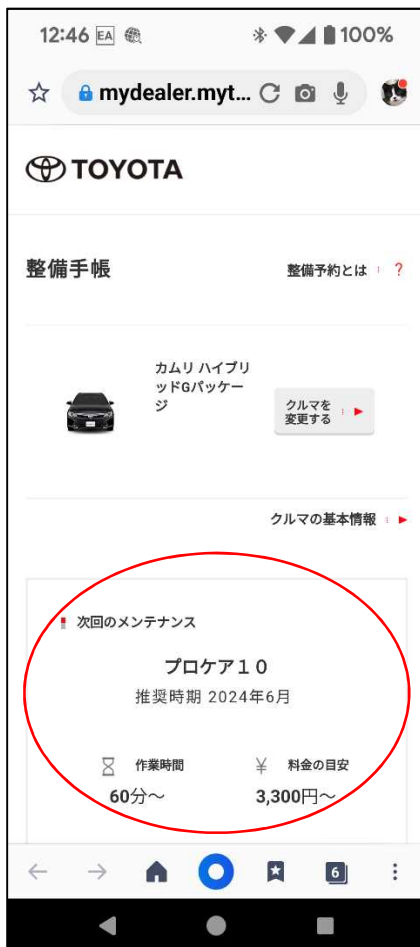 12:46 EA 100%
mydealer.myt...
TOYOTA
整備手帳
整備予約とは ?
カムリ ハイブリ
ッドGパッケー
ジ
クルマを
変更する
クルマの基本情報
次回のメンテナンス
プロケア１０
推奨時期 2024年6月
作業時間
¥ 料金の目安
60分～
3,300円～
6